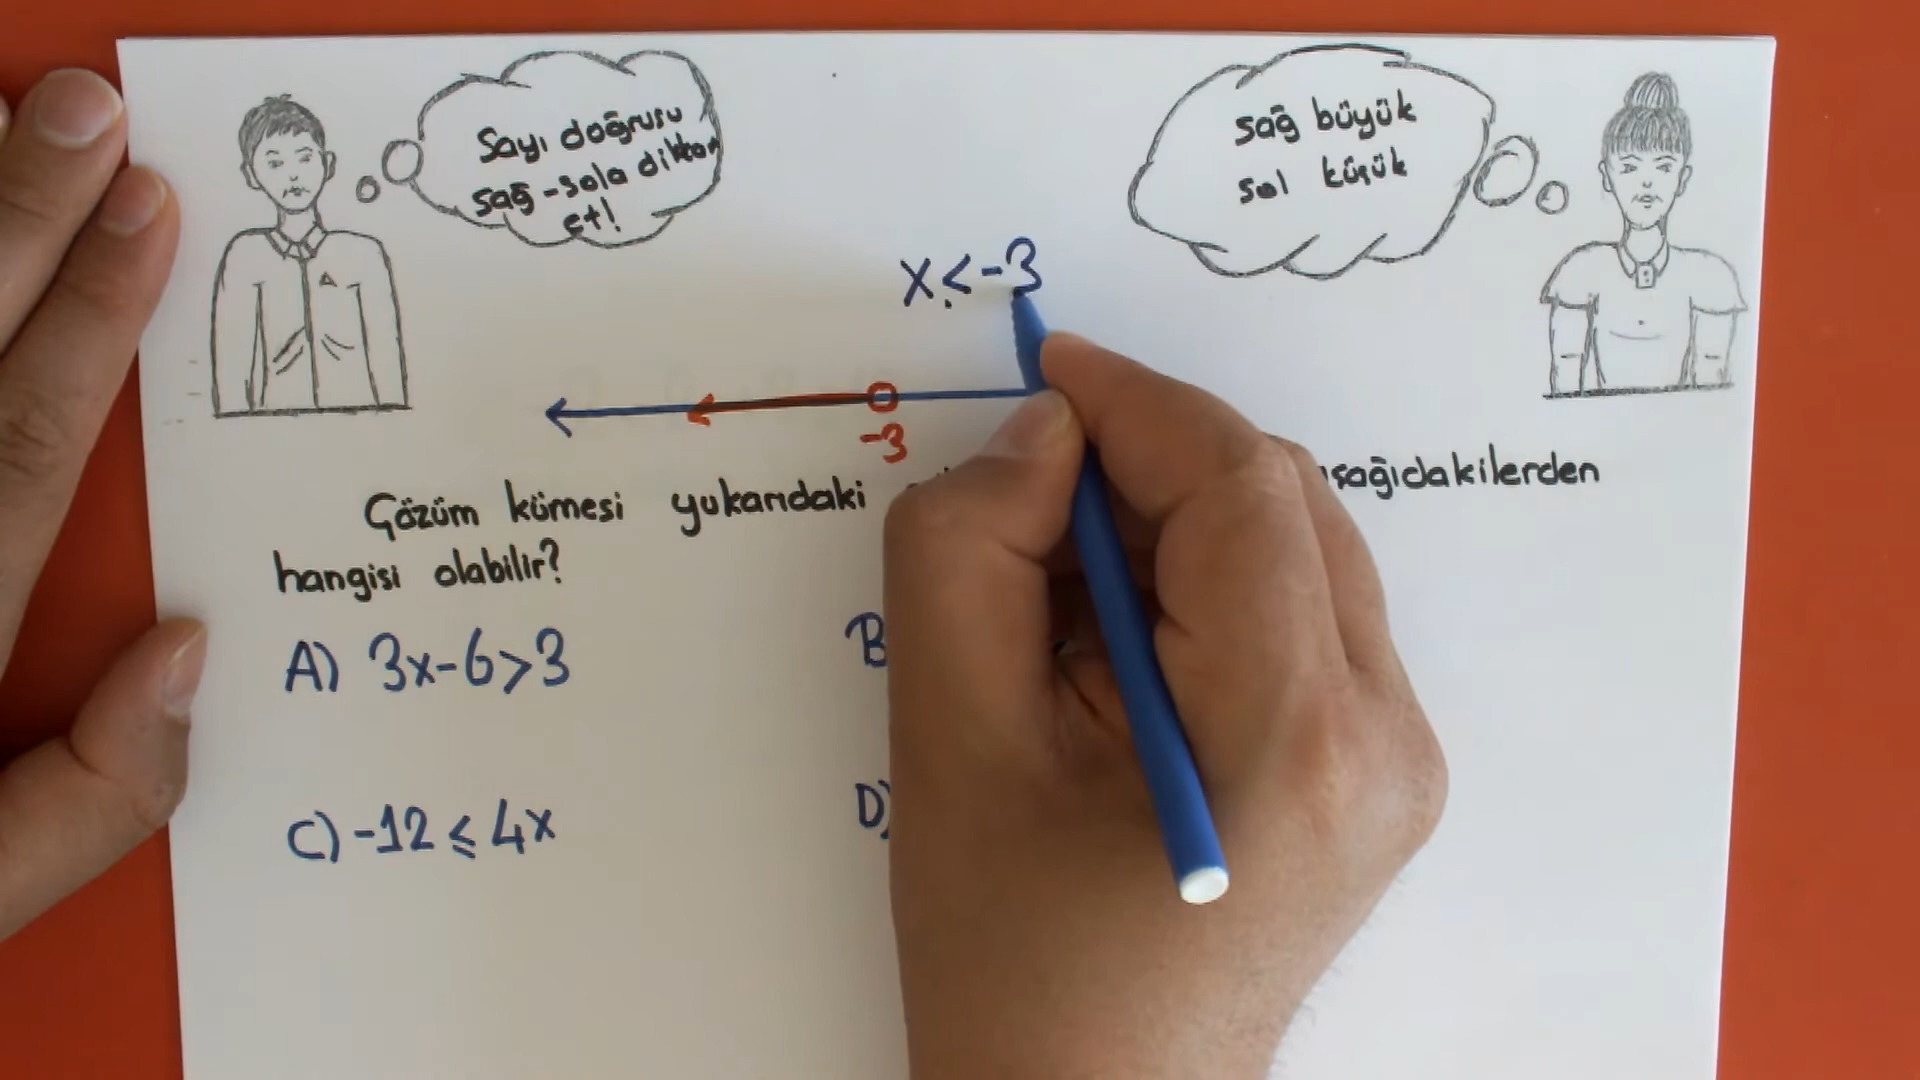 Sayı doğrusu
sağ-sola dikkat
et!
sağ büyük
sol küçük
x < -3
-3
Çözüm kümesi yukarıdaki aşağıdakilerden
hangisi olabilir?
A) 3x-6>3
B
C) -12 ≤ 4x
D)